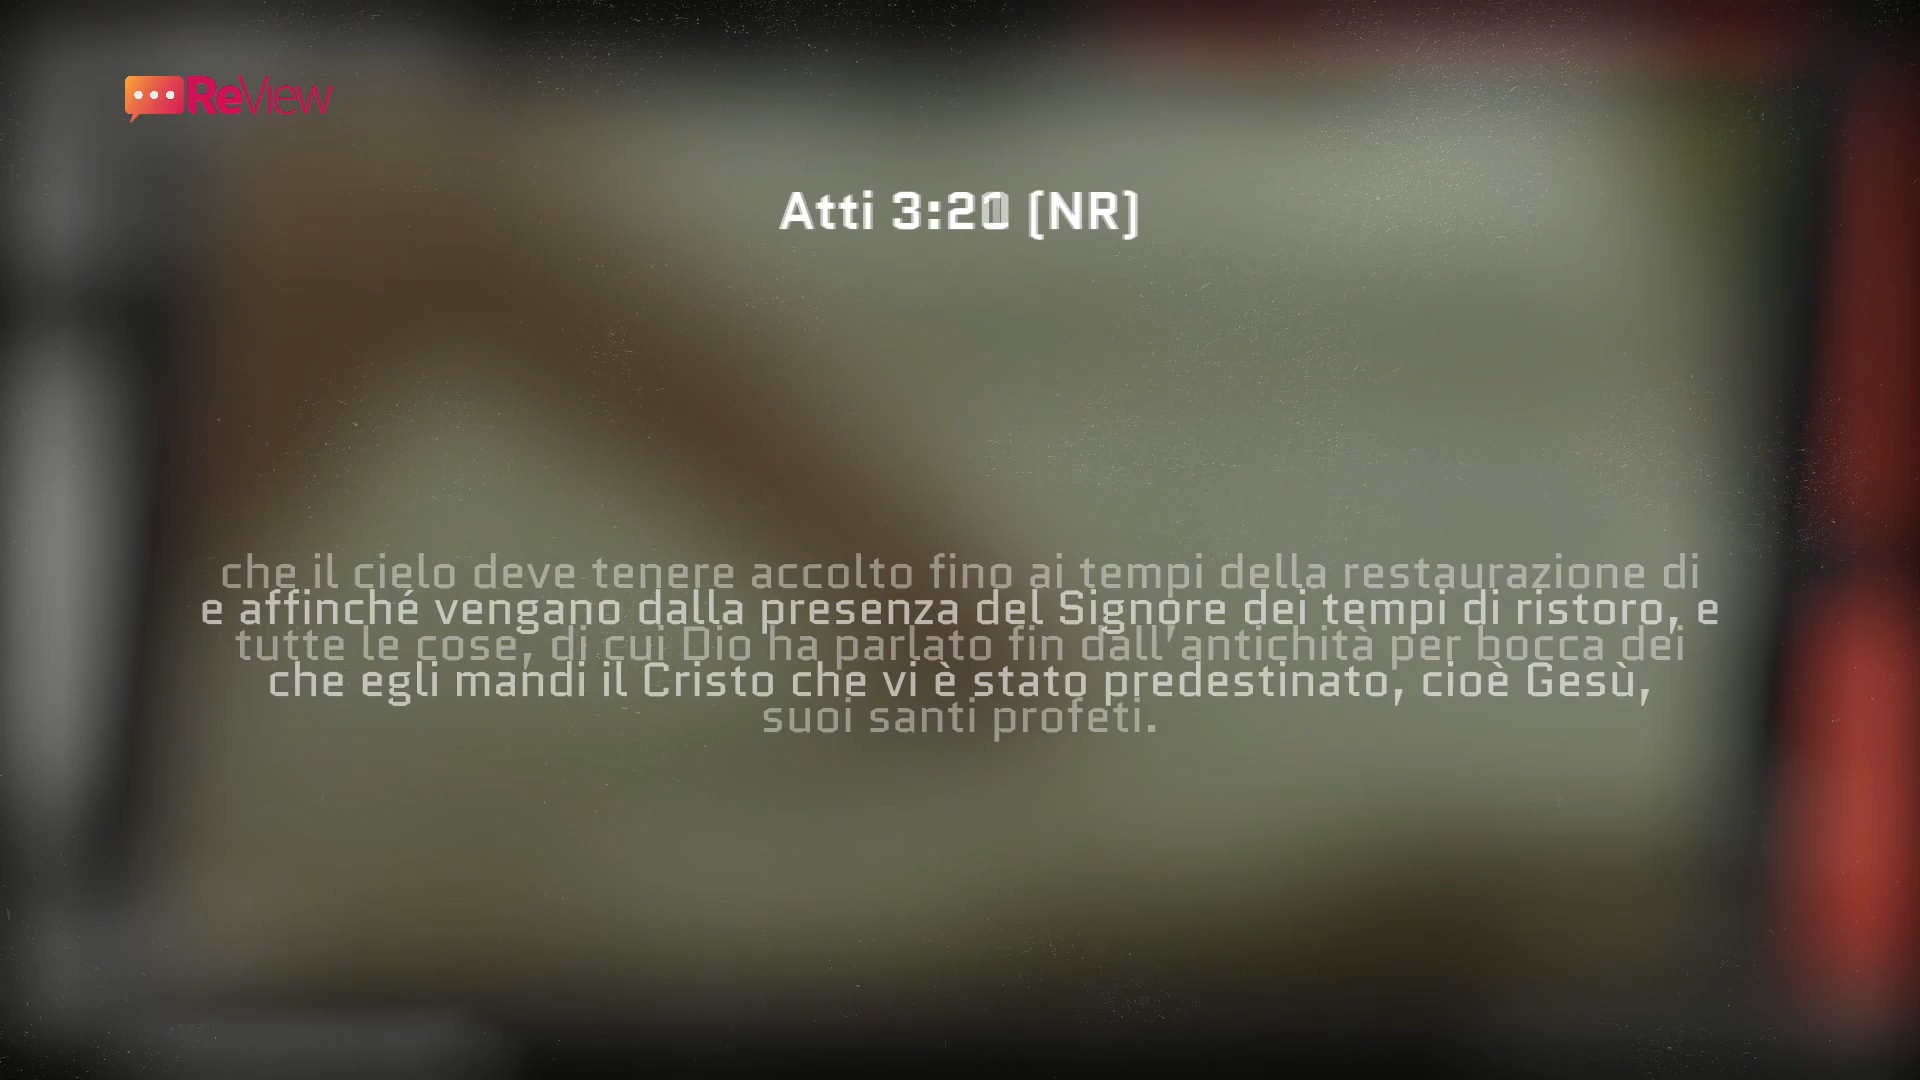 ReView
Atti 3:20 (NR)
e affinché vengano dalla presenza del Signore dei tempi di ristoro, e
che egli mandi il Cristo che vi è stato predestinato, cioè Gesù,
che il cielo deve tenere accolto fino ai tempi della restaurazione di
tutte le cose, di cui Dio ha parlato fin dall'antichità per bocca dei
suoi santi profeti.